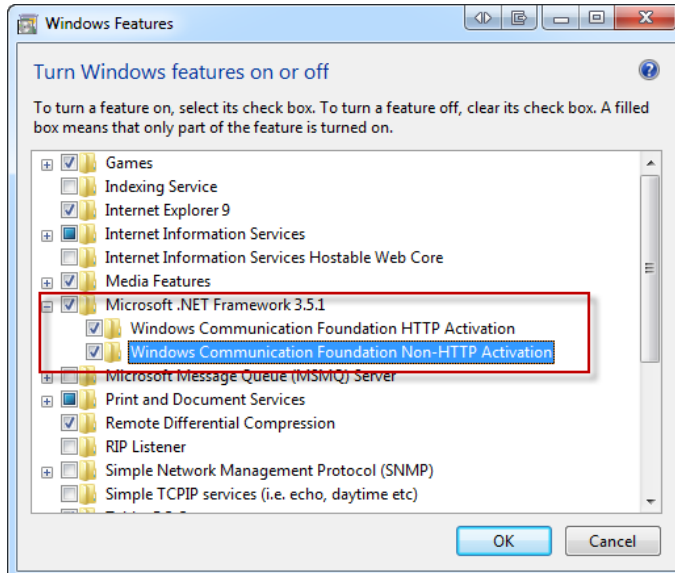 Windows Features
Turn Windows features on or off
To turn a feature on, select its check box. To turn a feature off, clear its check box. A filled
box means that only part of the feature is turned on.
Games
Indexing Service
Internet Explorer 9
Internet Information Services
Internet Information Services Hostable Web Core
Media Features
Microsoft .NET Framework 3.5.1
Windows Communication Foundation HTTP Activation
Windows Communication Foundation Non-HTTP Activation
Microsoft Message Queue (MSMQ) Server
Print and Document Services
Remote Differential Compression
RIP Listener
Simple Network Management Protocol (SNMP)
Simple TCPIP services (i.e. echo, daytime etc)
OK Cancel